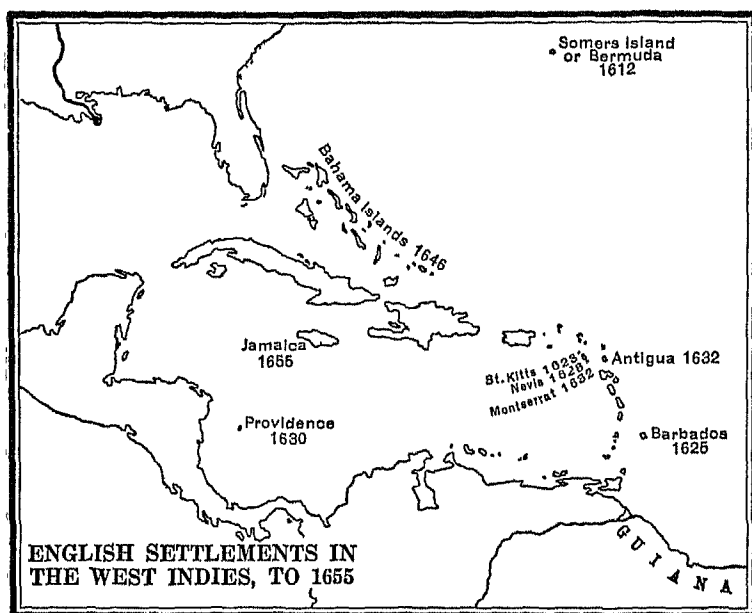 Somers Island
or Bermuda
1612
Bahama Islands 1646
Jamaica
1655
St. Kitts 1623
Nevis 1628
Montserrat 1632
Antigua 1632
Providence
1630
Barbados
1625
GUIANA
ENGLISH SETTLEMENTS IN
THE WEST INDIES, TO 1655